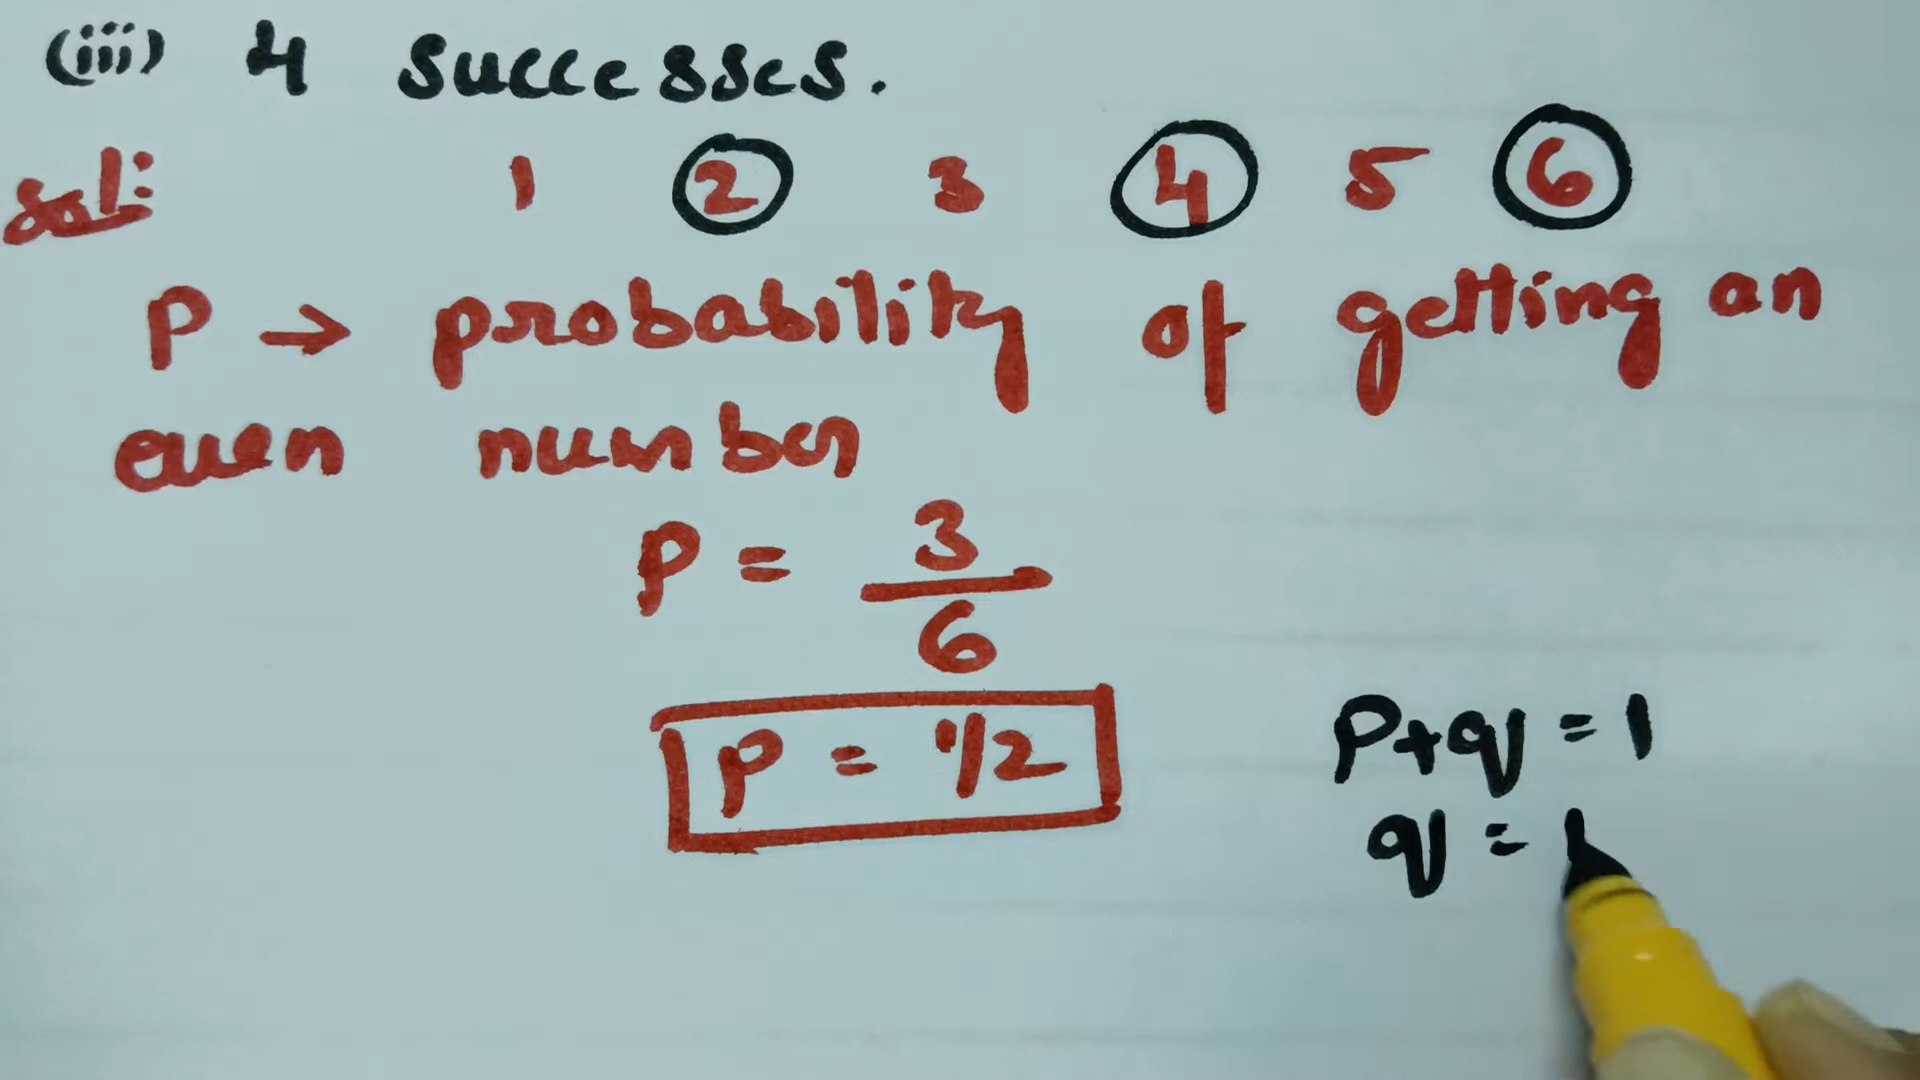 (iii) 4 successes.
Sol: 1 2 3 4 5 6
P → probability of getting an
even number
P = 3/6
P = 1/2
P+q = 1
q = 1